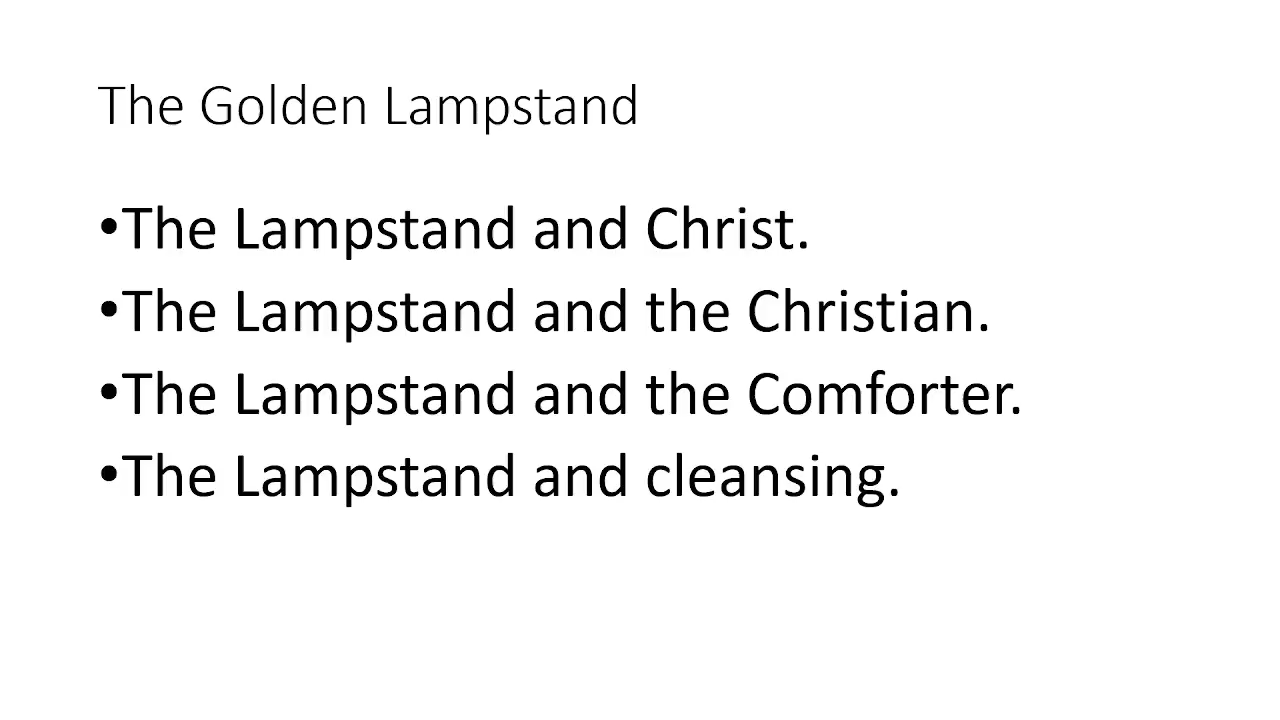 The Golden Lampstand
•The Lampstand and Christ.
•The Lampstand and the Christian.
•The Lampstand and the Comforter.
•The Lampstand and cleansing.